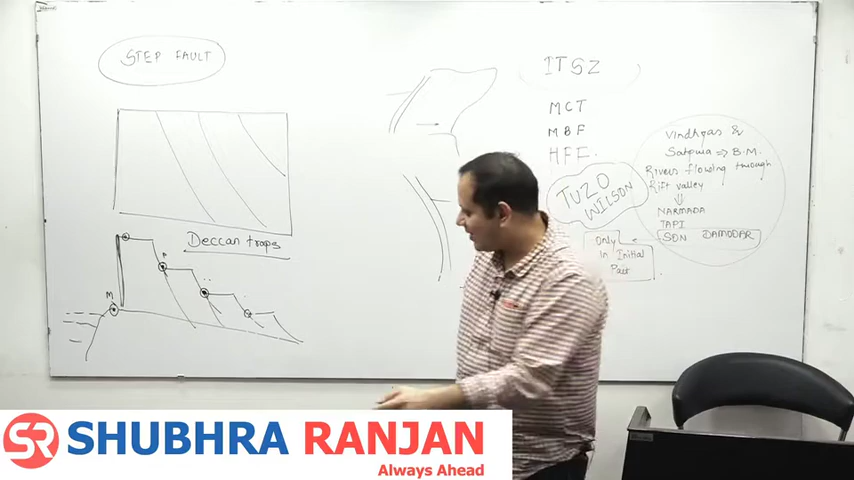 STEP FAULT
Deccan traps
M
A
ITSZ
MCT
MBF
HFF
TUZO
WILSON
Only
in Initial
Part
Vindhyas &
Satpura => B.M.
Rivers flowing through
Rift valley
NARMADA
TAPI
SON DAMODAR
SR
SHUBHRA RANJAN
Always Ahead